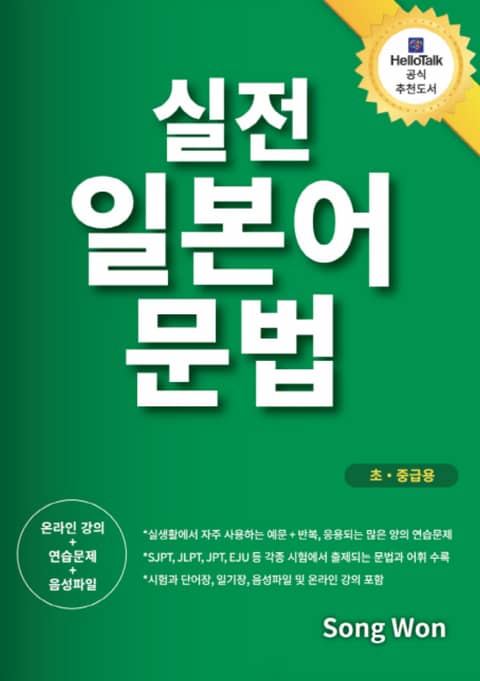 HelloTalk
공식
추천도서
실전
일본어
문법
초・중급용
온라인 강의
+
연습문제
+
음성파일
*실생활에서 자주 사용하는 예문 + 반복, 응용되는 많은 양의 연습문제
*SJPT, JLPT, JPT, EJU 등 각종 시험에서 출제되는 문법과 어휘 수록
*시험과 단어장, 일기장, 음성파일 및 온라인 강의 포함
Song Won